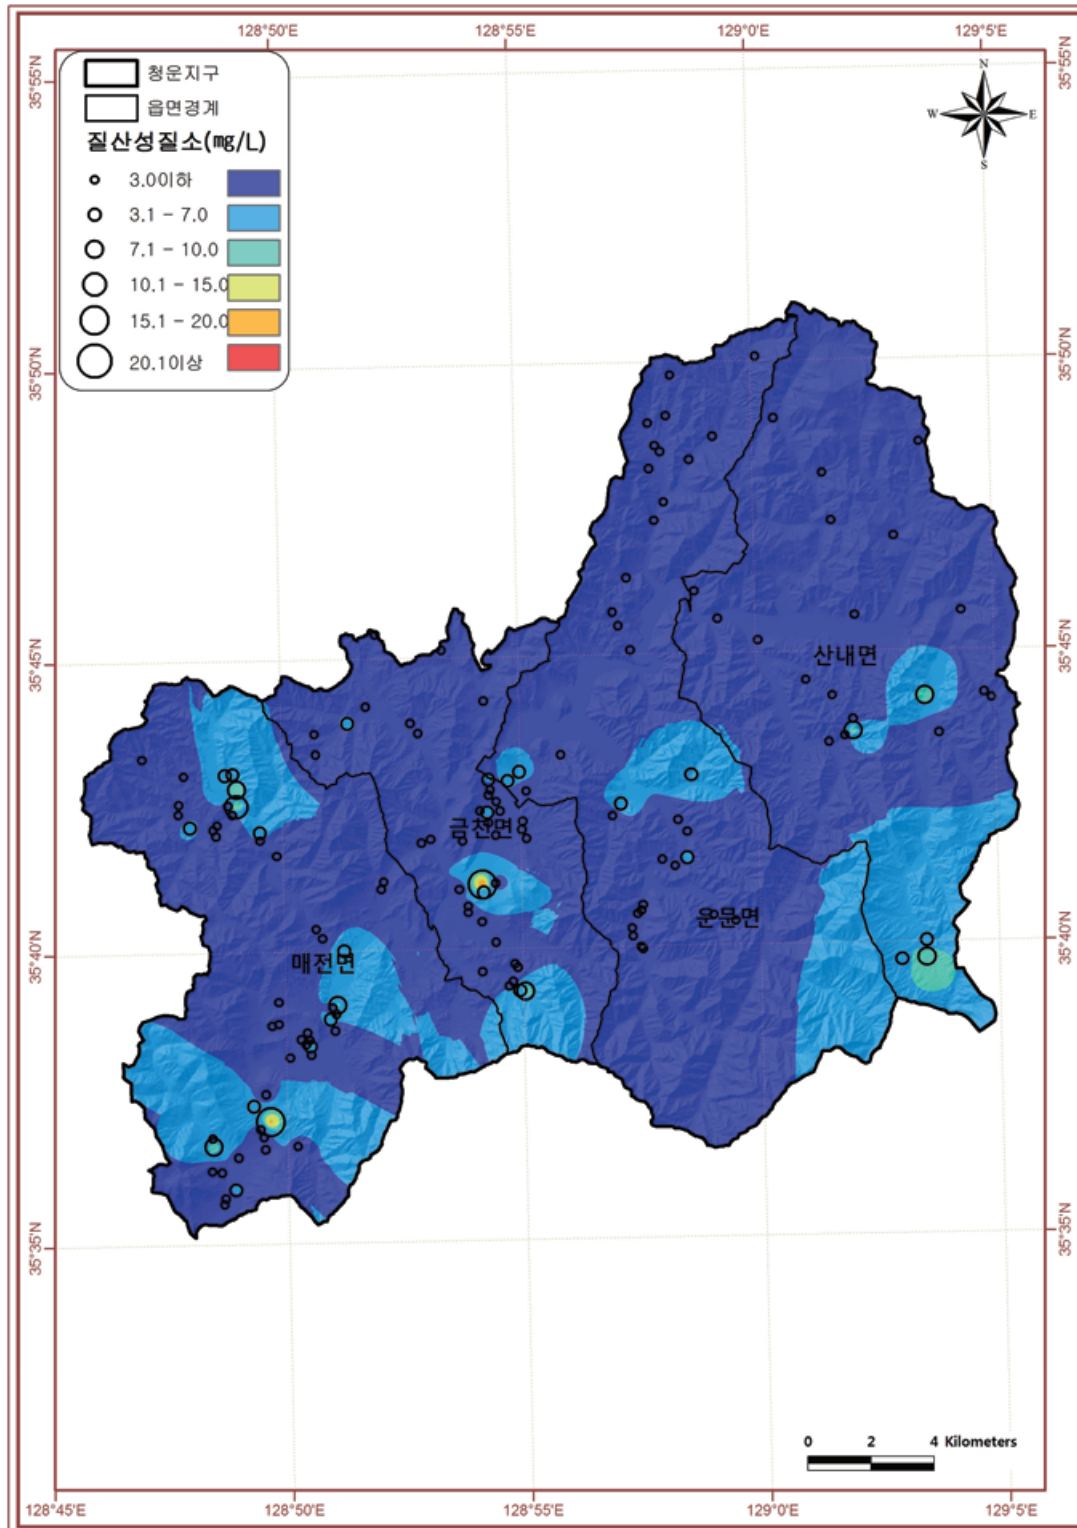 128°50'E 128°55'E 129°0'E 129°5'E
35°55'N 35°55'N
청운지구
읍면경계
질산성질소(㎎/L)
3.0이하
3.1 - 7.0
7.1 - 10.0
10.1 - 15.0
15.1 - 20.0
20.1이상
N
W E
S
35°50'N 35°50'N
35°45'N 35°45'N
산내면
금천면
운문면
매전면
35°40'N 35°40'N
35°35'N 35°35'N
0 2 4 Kilometers
128°45'E 128°50'E 128°55'E 129°0'E 129°5'E